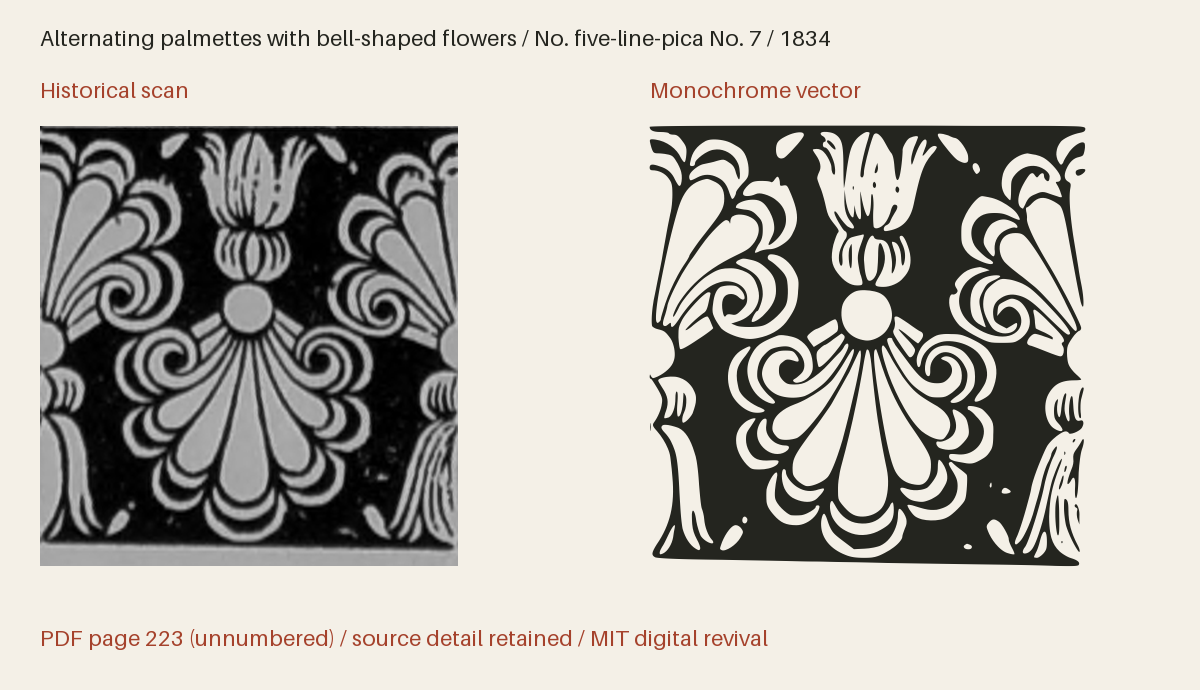 Alternating palmettes with bell-shaped flowers / No. five-line-pica No. 7 / 1834
Historical scan
Monochrome vector
PDF page 223 (unnumbered) / source detail retained / MIT digital revival